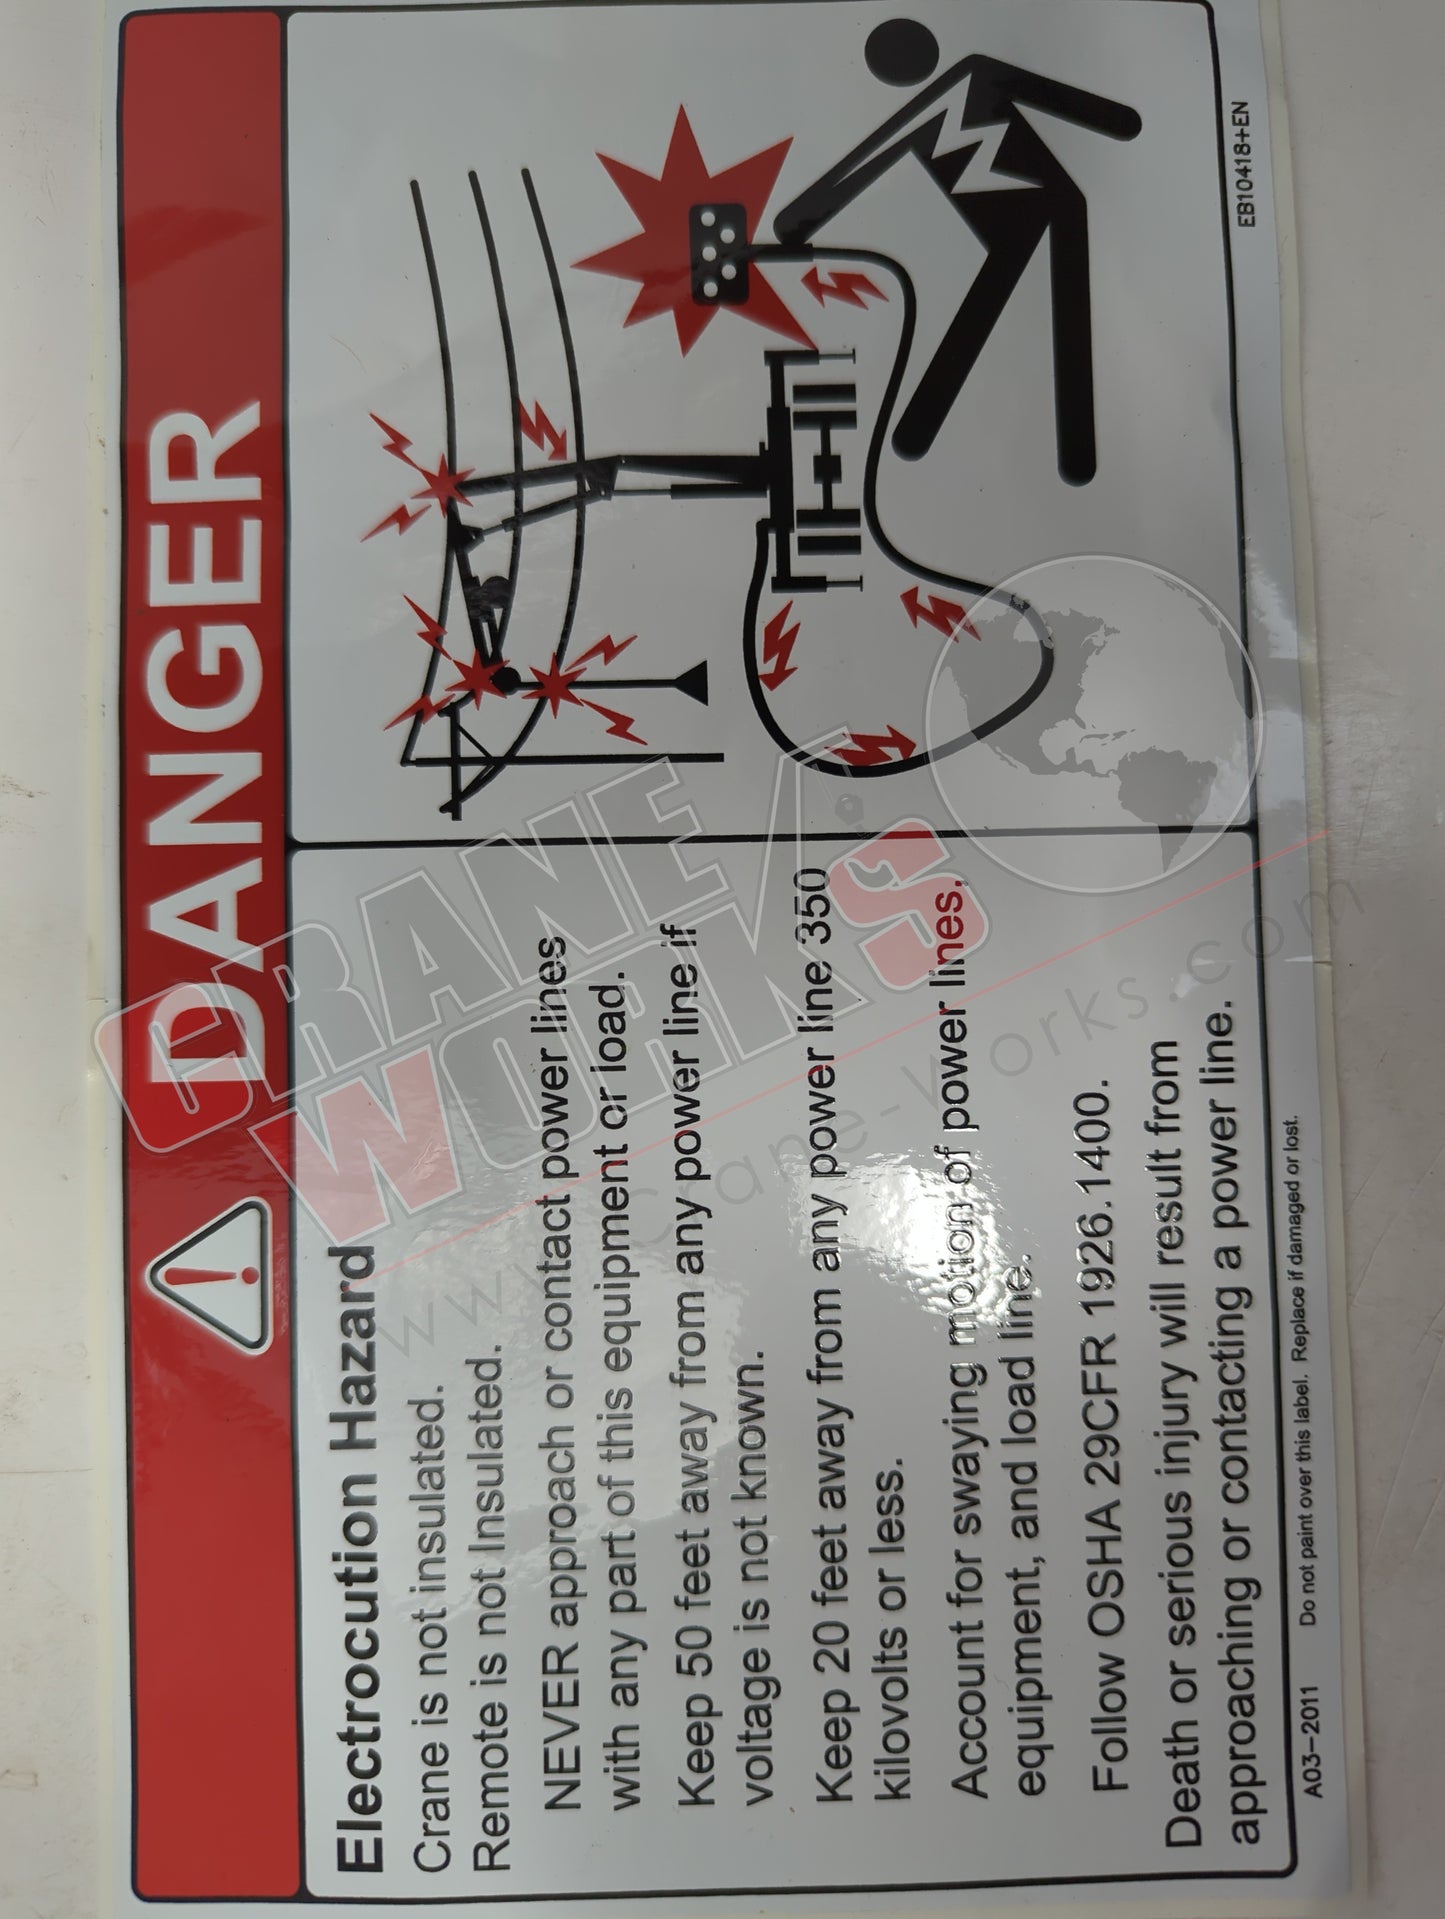 DANGER
Electrocution Hazard
Crane is not insulated.
Remote is not Insulated.
NEVER approach or contact power lines
with any part of this equipment or load.
Keep 50 feet away from any power line if
voltage is not known.
Keep 20 feet away from any power line 350
kilovolts or less.
Account for swaying motion of power lines,
equipment, and load line.
Follow OSHA 29CFR 1926.1400.
Death or serious injury will result from
approaching or contacting a power line.
EB10418+EN
A03-2011 Do not paint over this label. Replace if damaged or lost.
CRANE
WORKS
www.crane-works.com